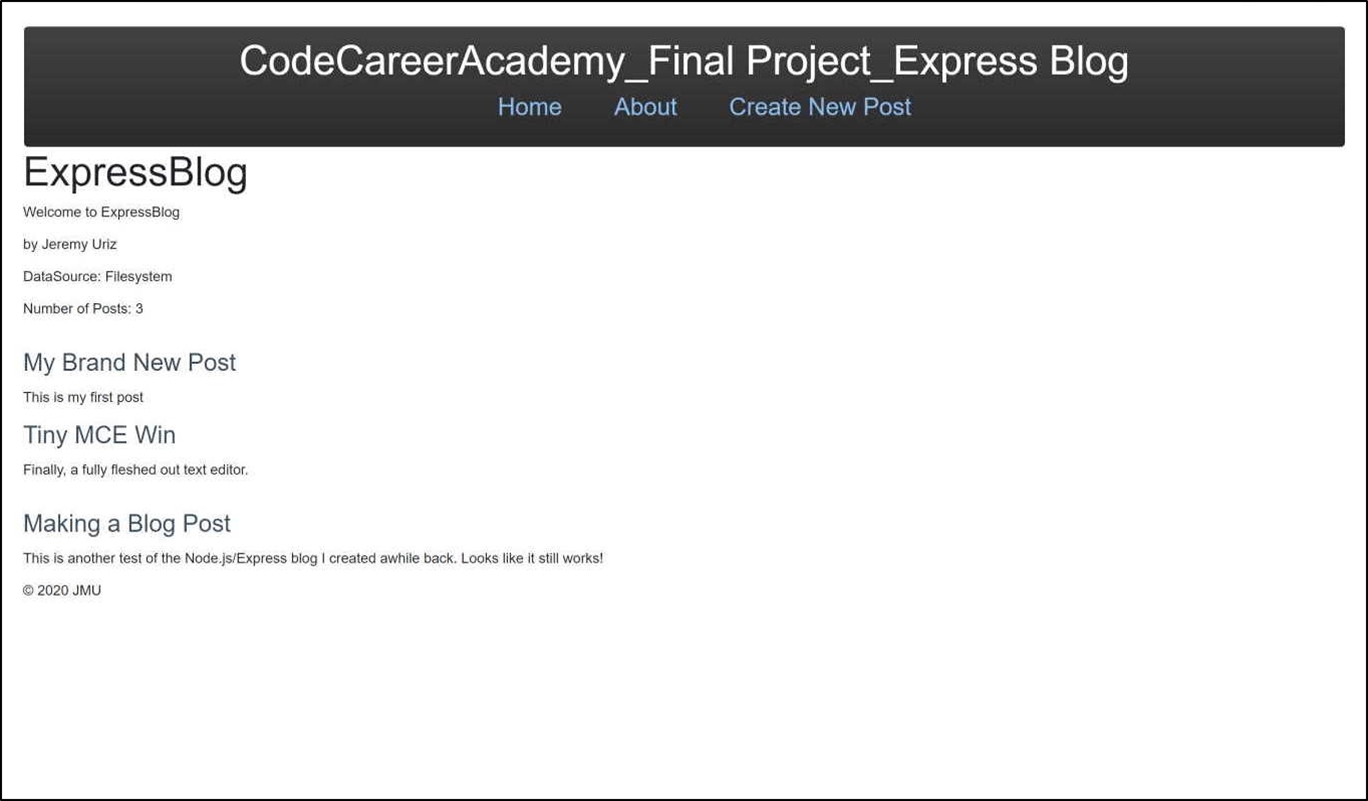 CodeCareerAcademy_Final Project_Express Blog
Home About Create New Post
ExpressBlog
Welcome to ExpressBlog
by Jeremy Uriz
DataSource: Filesystem
Number of Posts: 3
My Brand New Post
This is my first post
Tiny MCE Win
Finally, a fully fleshed out text editor.
Making a Blog Post
This is another test of the Node.js/Express blog I created awhile back. Looks like it still works!
© 2020 JMU